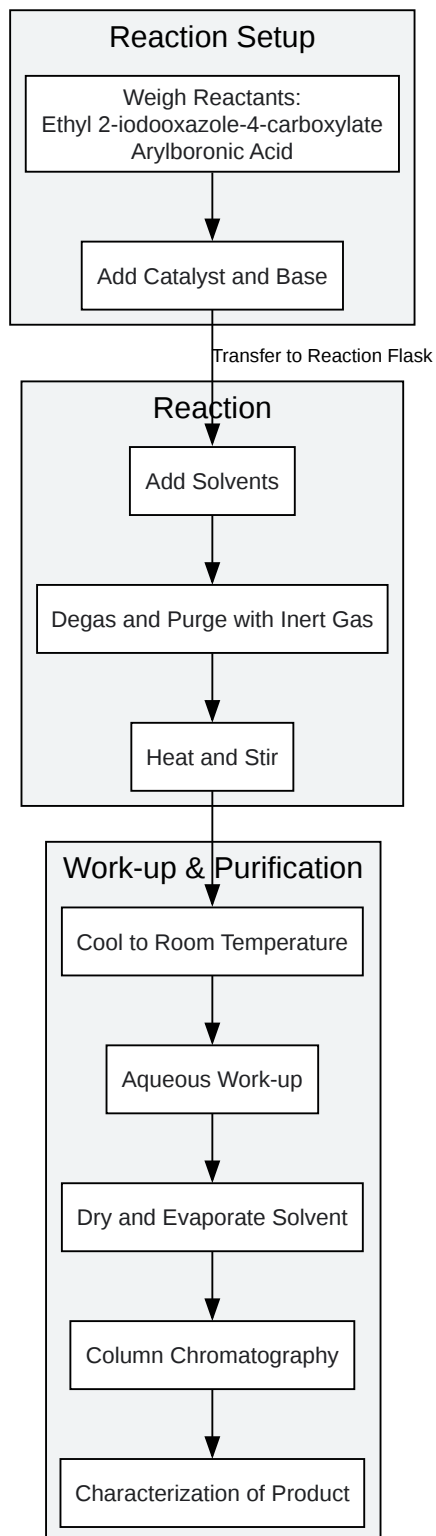 Reaction Setup
Weigh Reactants:
Ethyl 2-iodooxazole-4-carboxylate
Arylboronic Acid
Add Catalyst and Base
Transfer to Reaction Flask
Reaction
Add Solvents
Degas and Purge with Inert Gas
Heat and Stir
Work-up & Purification
Cool to Room Temperature
Aqueous Work-up
Dry and Evaporate Solvent
Column Chromatography
Characterization of Product